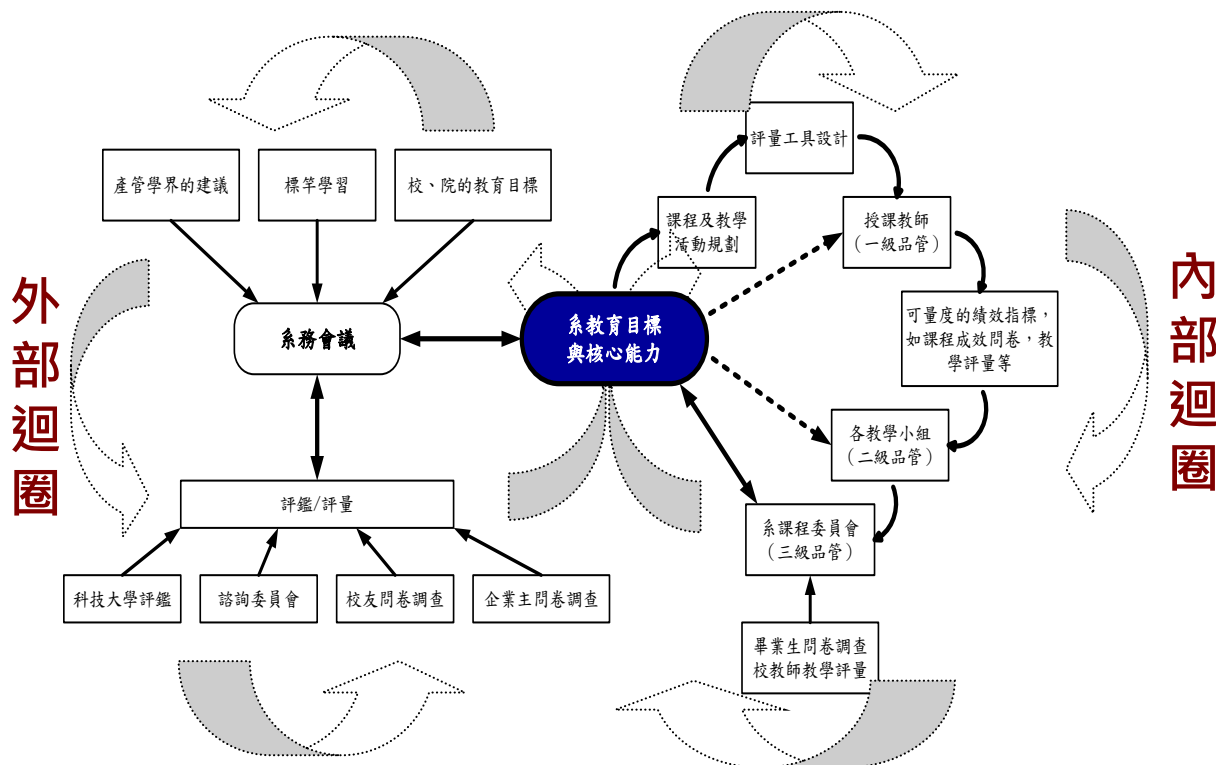 評量工具設計
產管學界的建議
標竿學習
校、院的教育目標
課程及教學
活動規劃
授課教師
（一級品管）
外部迴圈
內部迴圈
系務會議
系教育目標
與核心能力
可量度的績效指標，
如課程成效問卷，教
學評量等
各教學小組
（二級品管）
評鑑/評量
系課程委員會
（三級品管）
科技大學評鑑
諮詢委員會
校友問卷調查
企業主問卷調查
畢業生問卷調查
校教師教學評量